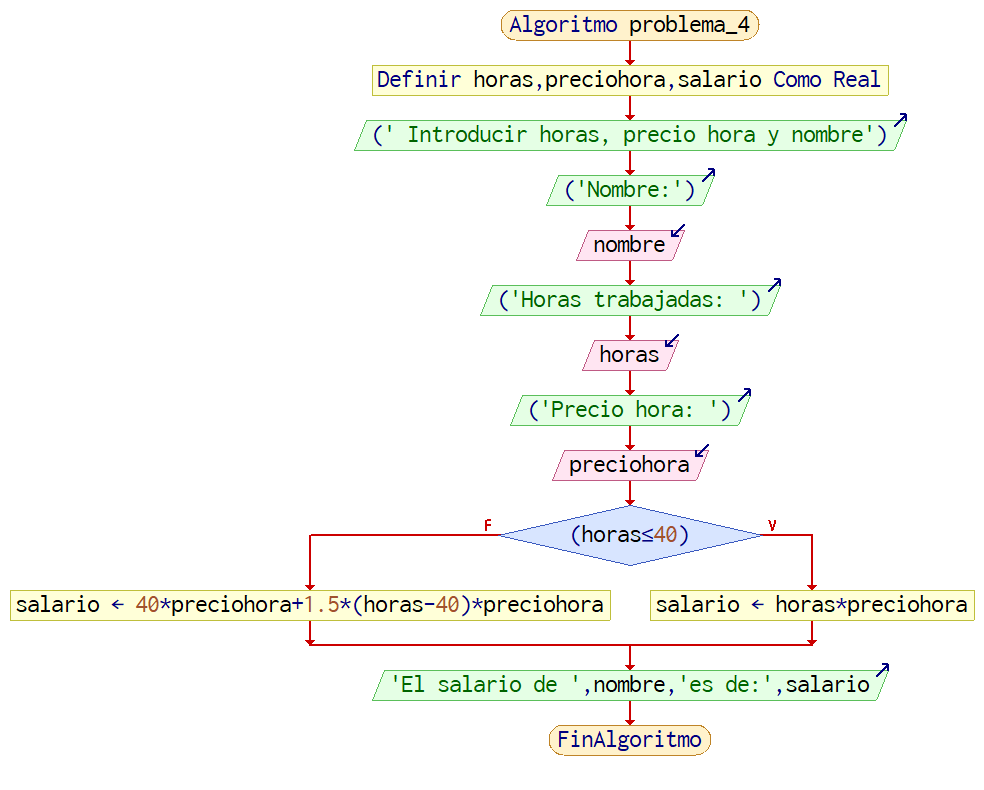 Algoritmo problema_4
Definir horas,preciohora,salario Como Real
(' Introducir horas, precio hora y nombre')
('Nombre:')
nombre
('Horas trabajadas: ')
horas
('Precio hora: ')
preciohora
F
V
(horas≤40)
salario ← 40*preciohora+1.5*(horas-40)*preciohora
salario ← horas*preciohora
'El salario de ',nombre,'es de:',salario
FinAlgoritmo